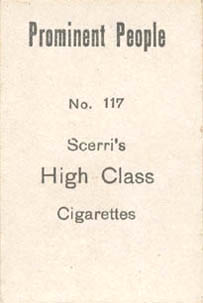 Prominent People
No. 117
Scerri's
High Class
Cigarettes